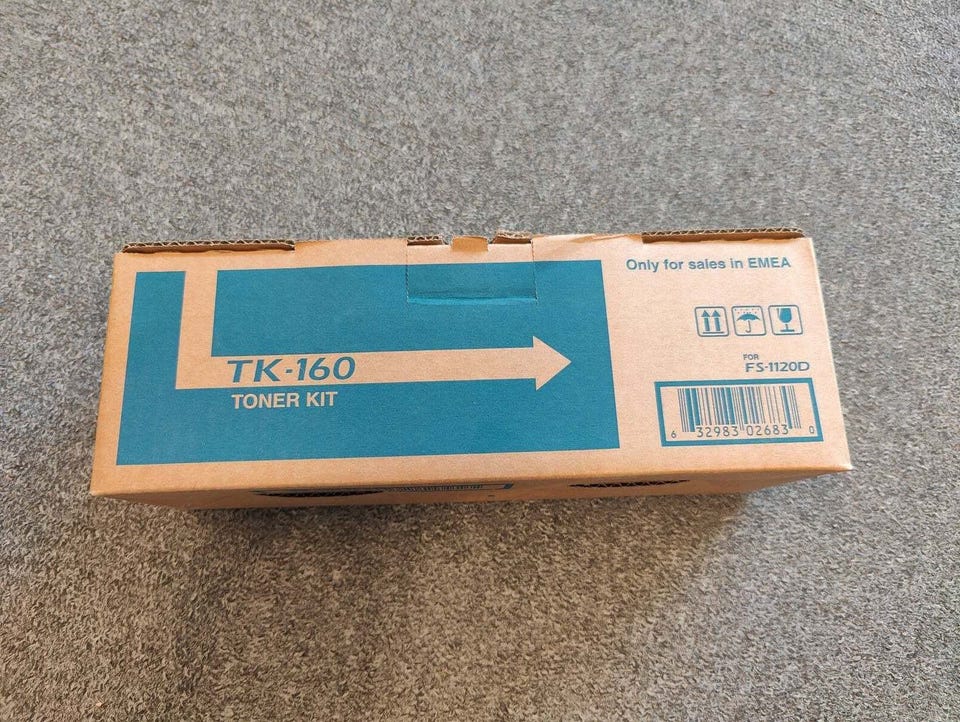 Only for sales in EMEA
TK-160
TONER KIT
FOR
FS-1120D
6 32983 02683 0